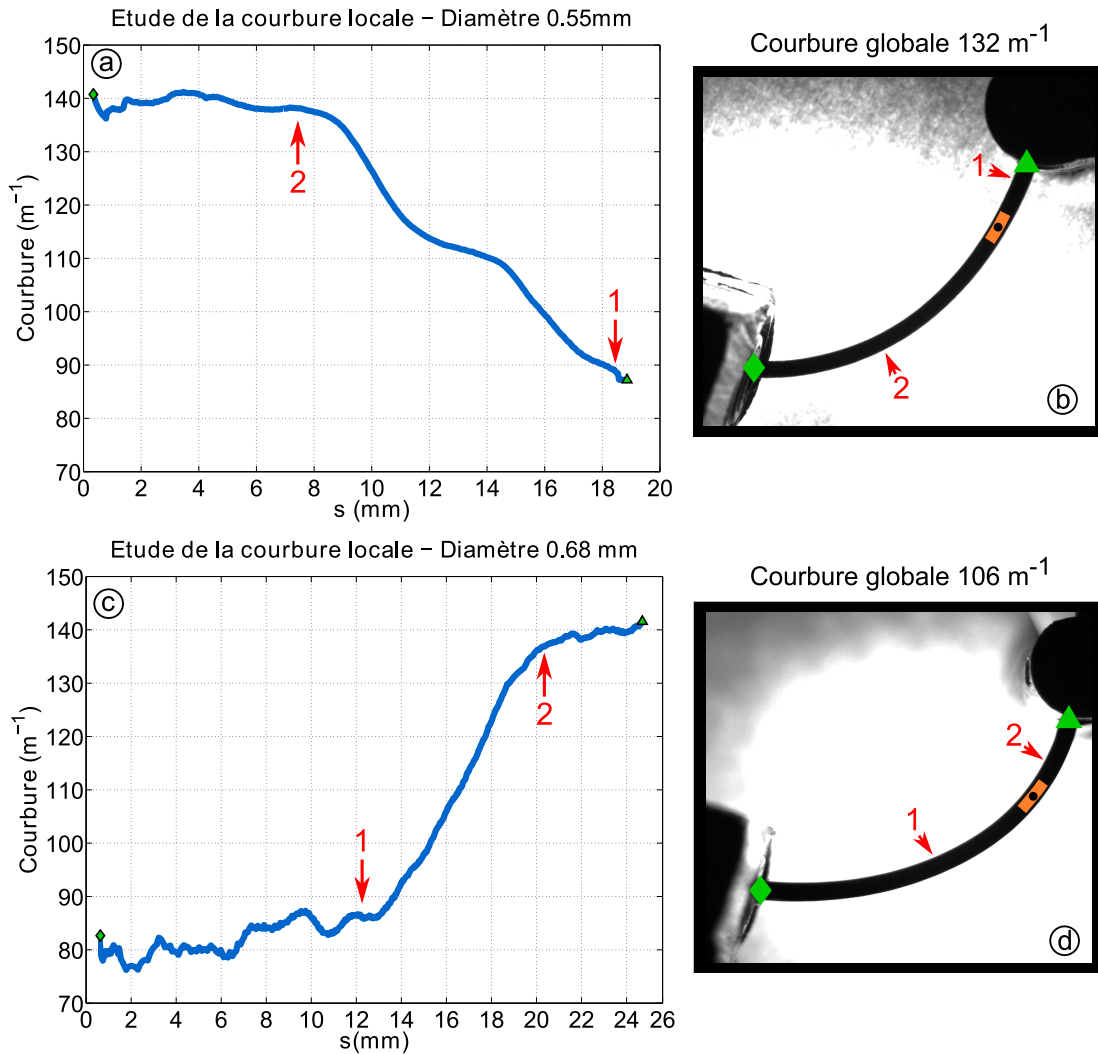 Etude de la courbure locale – Diamètre 0.55mm
150
140
130
120
110
100
90
80
70
Courbure (m⁻¹)
a
2
1
0 2 4 6 8 10 12 14 16 18 20
s (mm)
Courbure globale 132 m⁻¹
1
2
b
Etude de la courbure locale – Diamètre 0.68 mm
150
140
130
120
110
100
90
80
70
Courbure (m⁻¹)
c
2
1
0 2 4 6 8 10 12 14 16 18 20 22 24 26
s(mm)
Courbure globale 106 m⁻¹
2
1
d